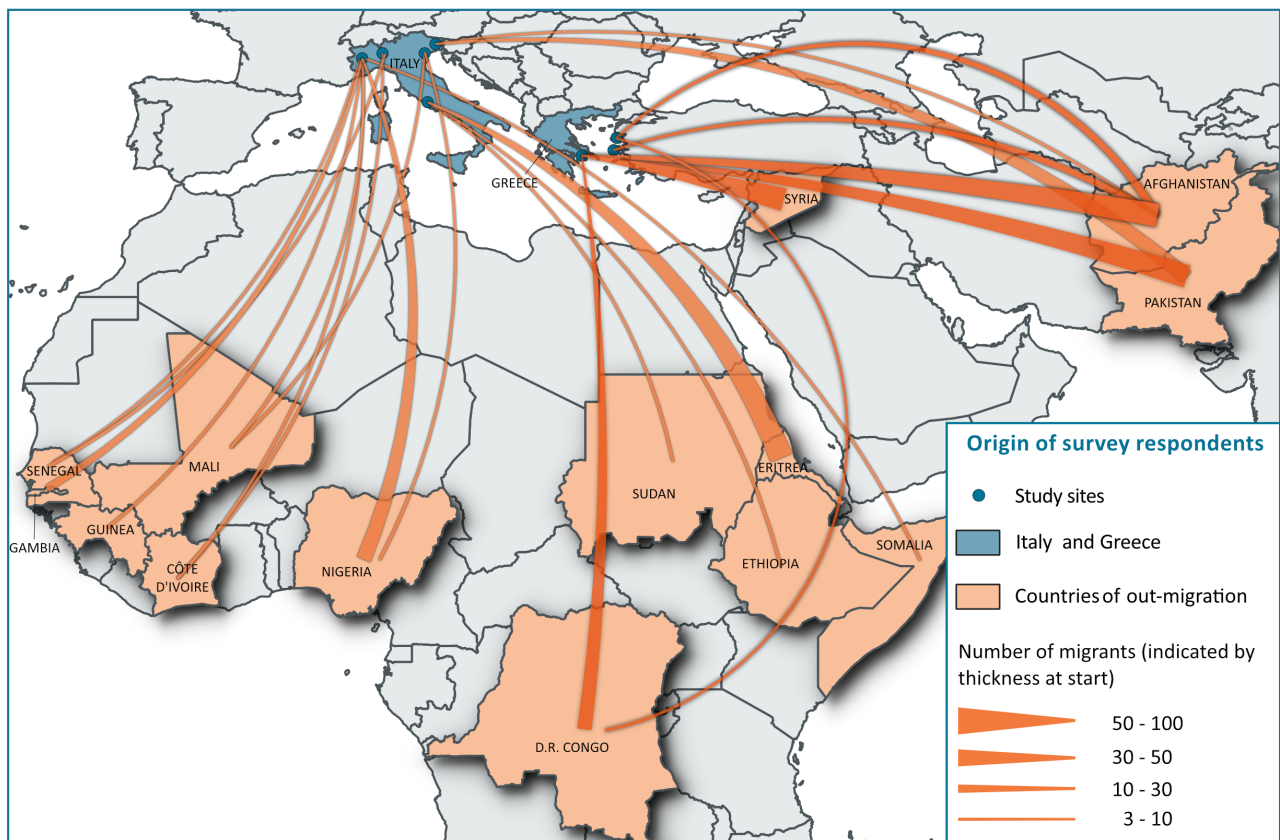 ITALY
GREECE
SYRIA
AFGHANISTAN
PAKISTAN
SENEGAL
MALI
GUINEA
GAMBIA
CÔTE
D'IVOIRE
NIGERIA
SUDAN
ERITREA
ETHIOPIA
SOMALIA
D.R. CONGO
Origin of survey respondents
Study sites
Italy and Greece
Countries of out-migration
Number of migrants (indicated by
thickness at start)
50 - 100
30 - 50
10 - 30
3 - 10